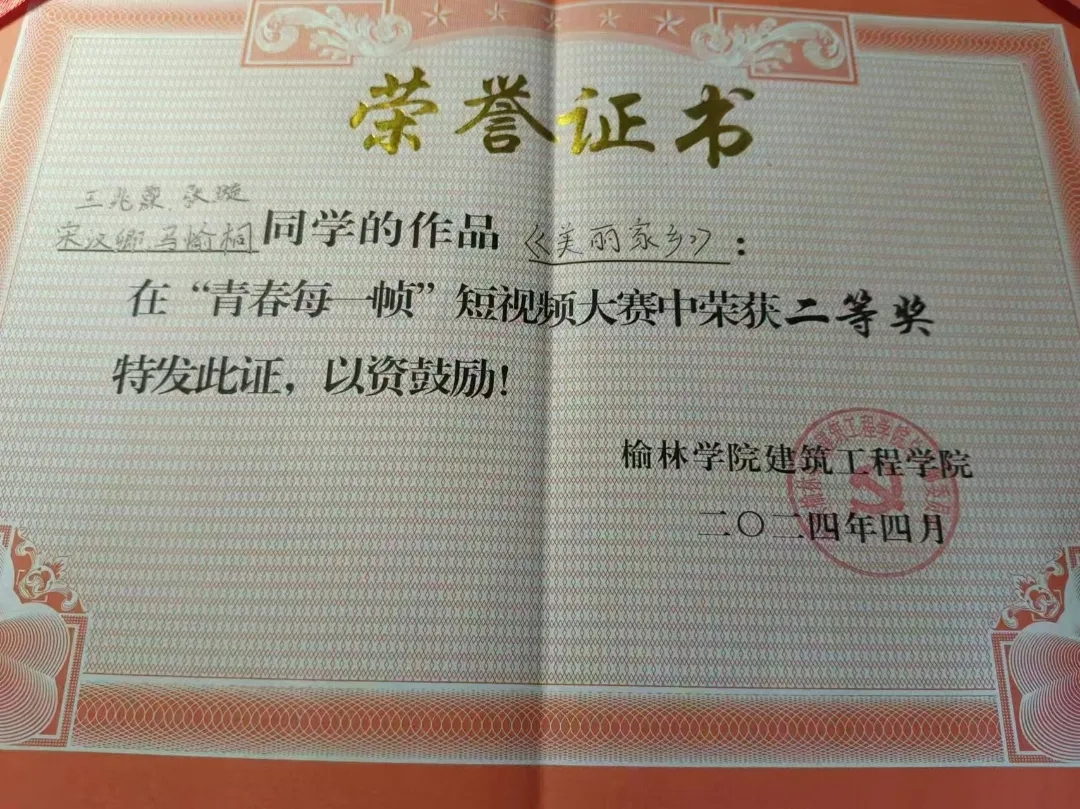 荣誉证书
王兆麇、张璇
宋汉卿、马愉桐同学的作品《美丽家乡》：
在“青春每一帧”短视频大赛中荣获二等奖
特发此证，以资鼓励！
榆林学院建筑工程学院
二〇二四年四月